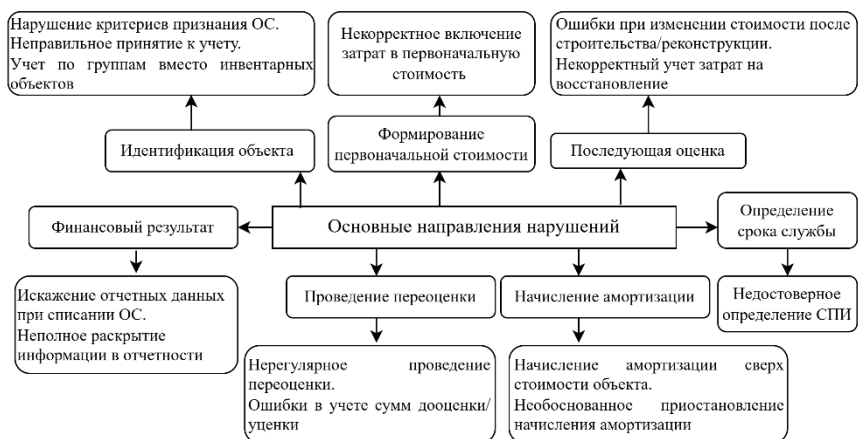 Нарушение критериев признания ОС.
Неправильное принятие к учету.
Учет по группам вместо инвентарных
объектов
Некорректное включение
затрат в первоначальную
стоимость
Ошибки при изменении стоимости после
строительства/реконструкции.
Некорректный учет затрат на
восстановление
Идентификация объекта
Формирование
первоначальной стоимости
Последующая оценка
Финансовый результат
Основные направления нарушений
Определение
срока службы
Искажение отчетных данных
при списании ОС.
Неполное раскрытие
информации в отчетности
Проведение переоценки
Начисление амортизации
Недостоверное
определение СПИ
Нерегулярное проведение
переоценки.
Ошибки в учете сумм дооценки/
уценки
Начисление амортизации сверх
стоимости объекта.
Необоснованное приостановление
начисления амортизации